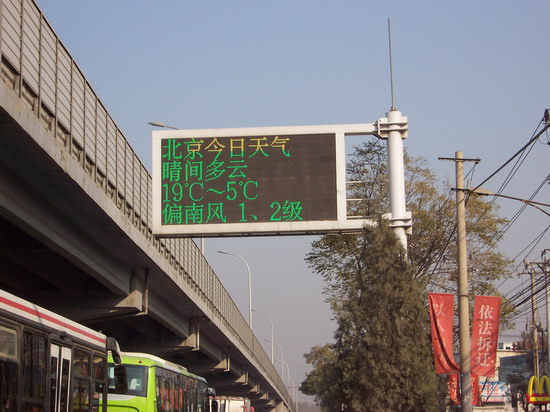 北京今日天气
晴间多云
19℃～5℃
偏南风 1、2级
以
依法拆迁